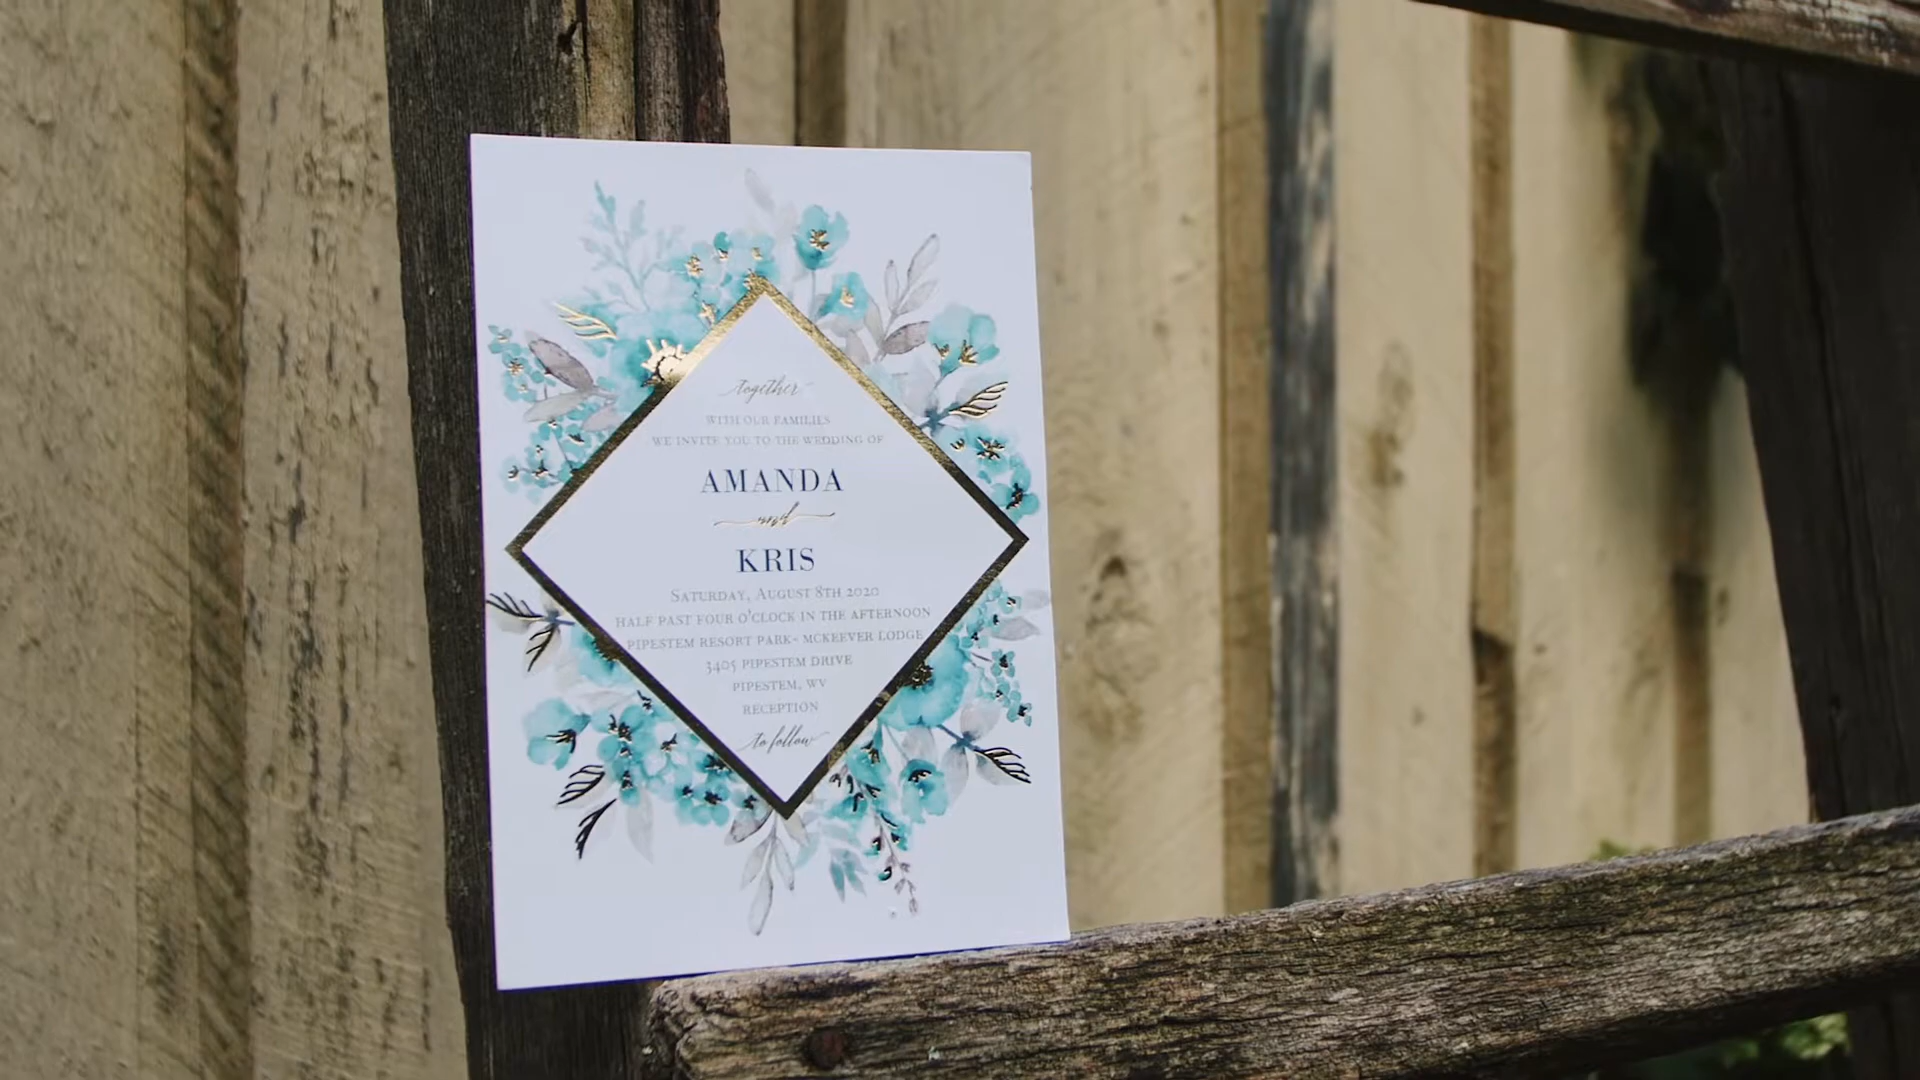 together
WITH OUR FAMILIES
WE INVITE YOU TO THE WEDDING OF
AMANDA
and
KRIS
SATURDAY, AUGUST 8TH 2020
HALF PAST FOUR O'CLOCK IN THE AFTERNOON
PIPESTEM RESORT PARK- MCKEEVER LODGE
3405 PIPESTEM DRIVE
PIPESTEM, WV
RECEPTION
to follow